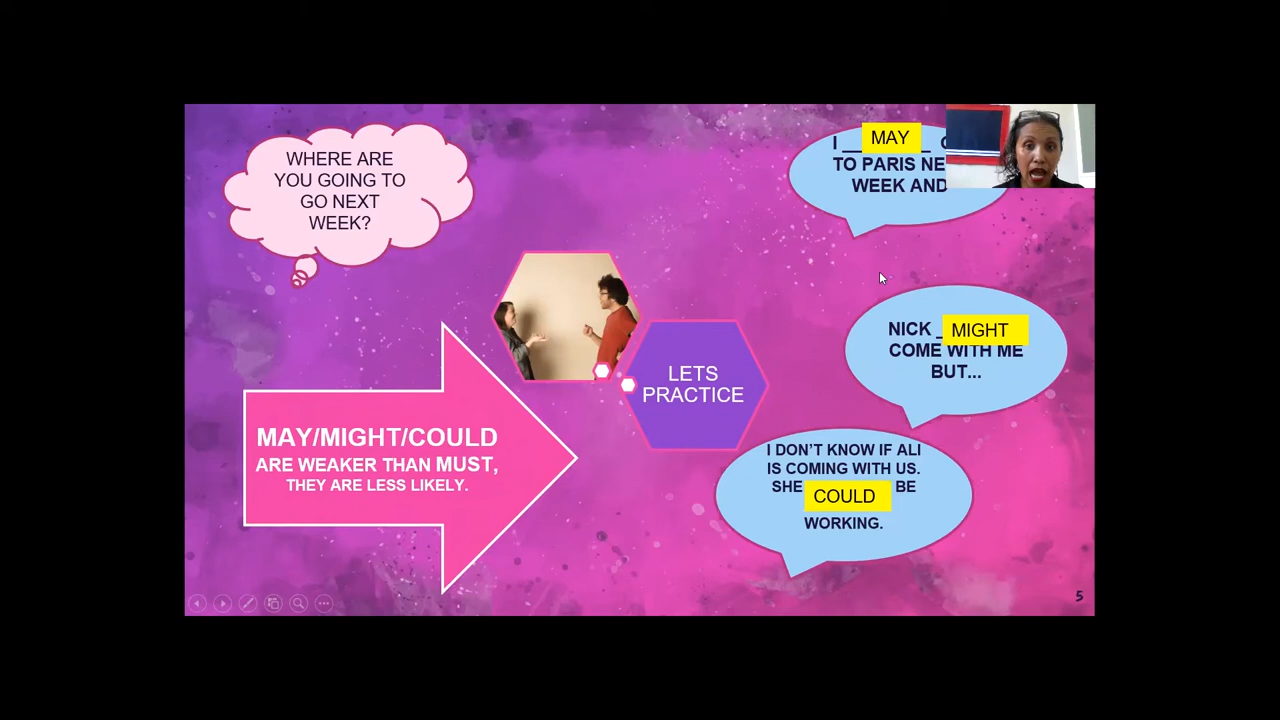 WHERE ARE
YOU GOING TO
GO NEXT
WEEK?
I MAY
TO PARIS
WEEK AND
NICK MIGHT
COME WITH ME
BUT...
LETS
PRACTICE
MAY/MIGHT/COULD
ARE WEAKER THAN MUST,
THEY ARE LESS LIKELY.
I DON'T KNOW IF ALI
IS COMING WITH US.
SHE COULD BE
WORKING.
5